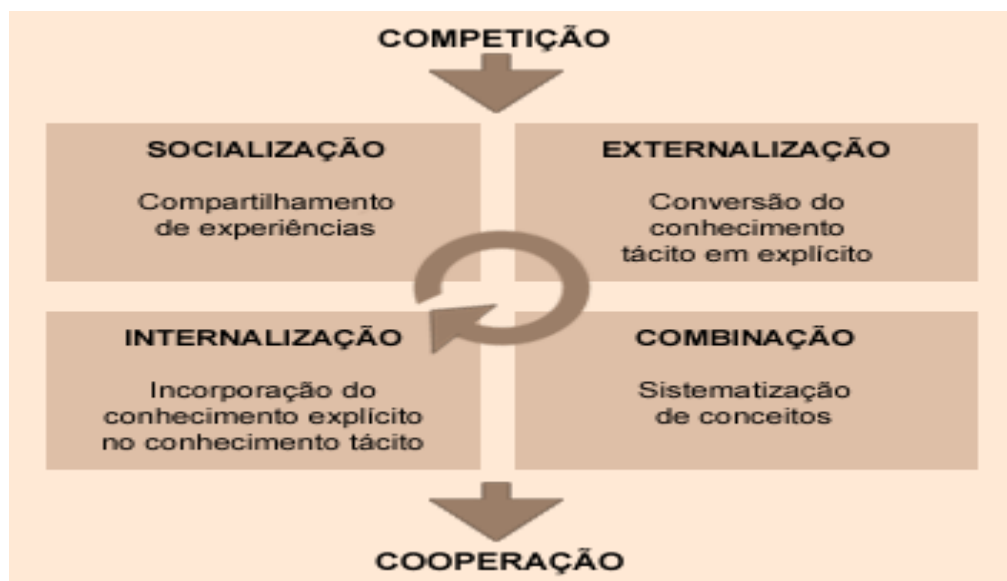 COMPETIÇÃO
SOCIALIZAÇÃO
Compartilhamento
de experiências
EXTERNALIZAÇÃO
Conversão do
conhecimento
tácito em explícito
INTERNALIZAÇÃO
Incorporação do
conhecimento explícito
no conhecimento tácito
COMBINAÇÃO
Sistematização
de conceitos
COOPERAÇÃO